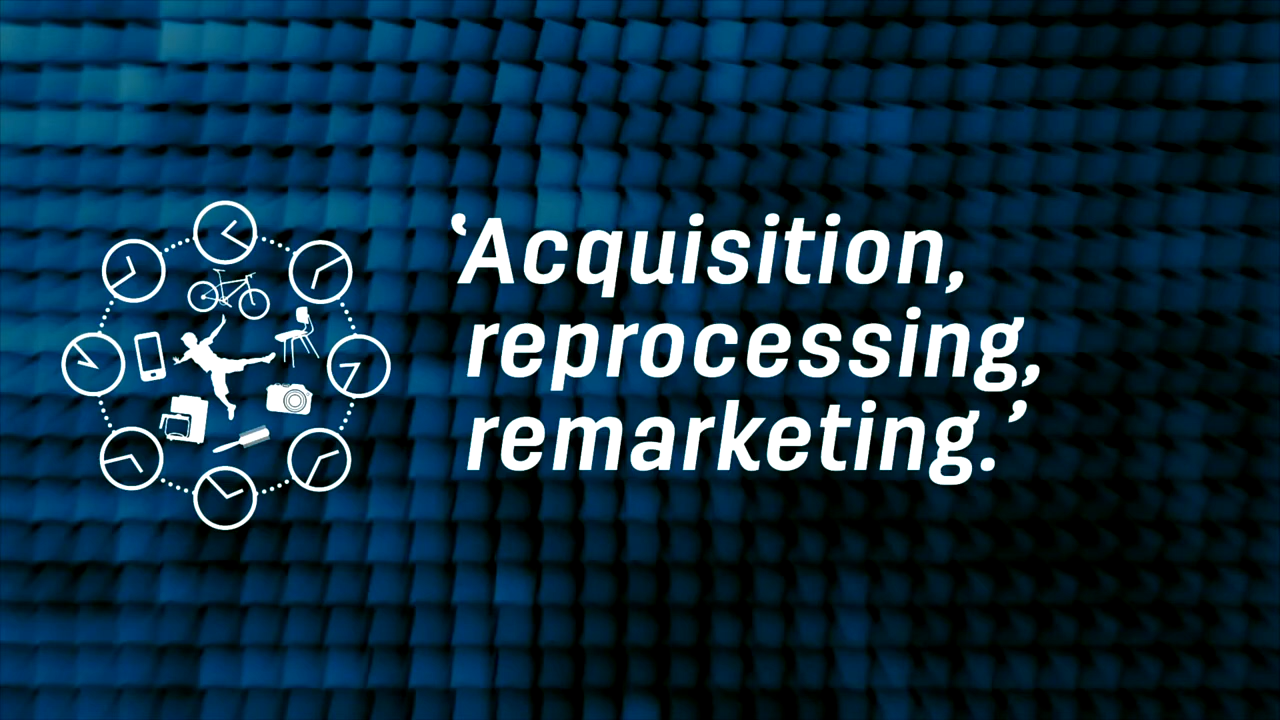 ‘Acquisition,
reprocessing,
remarketing.’